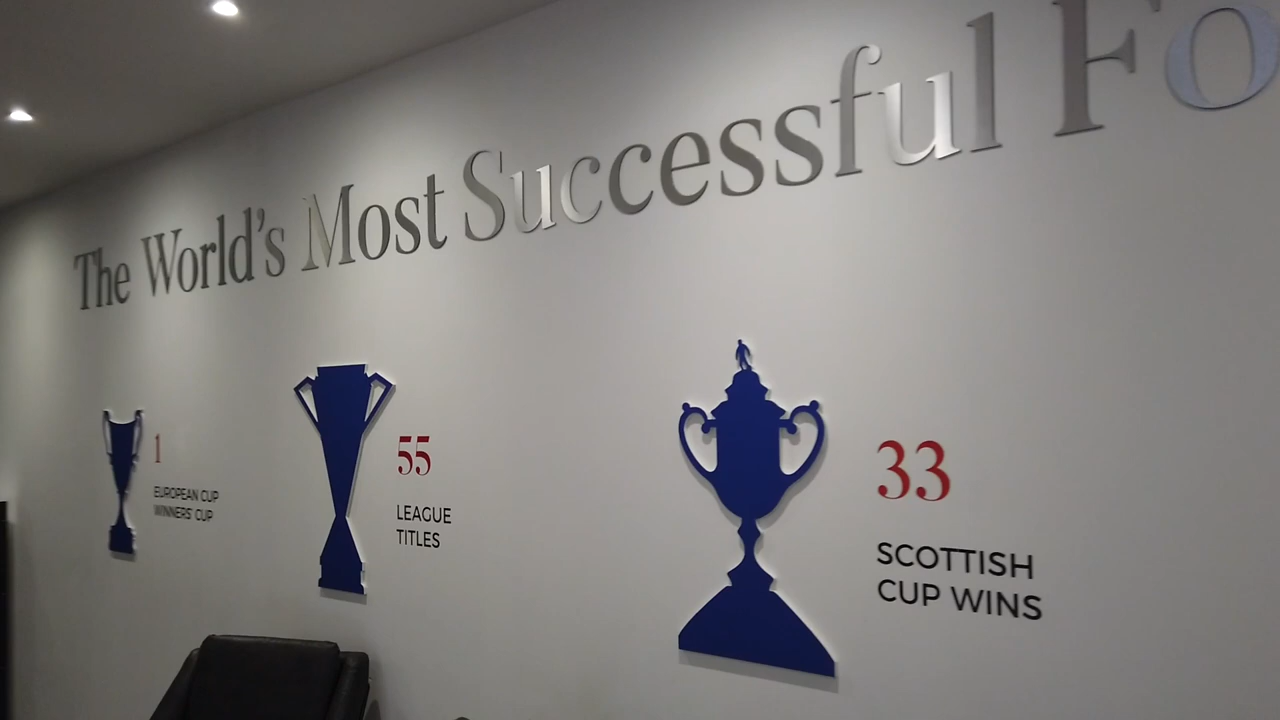 The World's Most Successful Fo
1
EUROPEAN CUP
WINNERS' CUP
55
LEAGUE
TITLES
33
SCOTTISH
CUP WINS